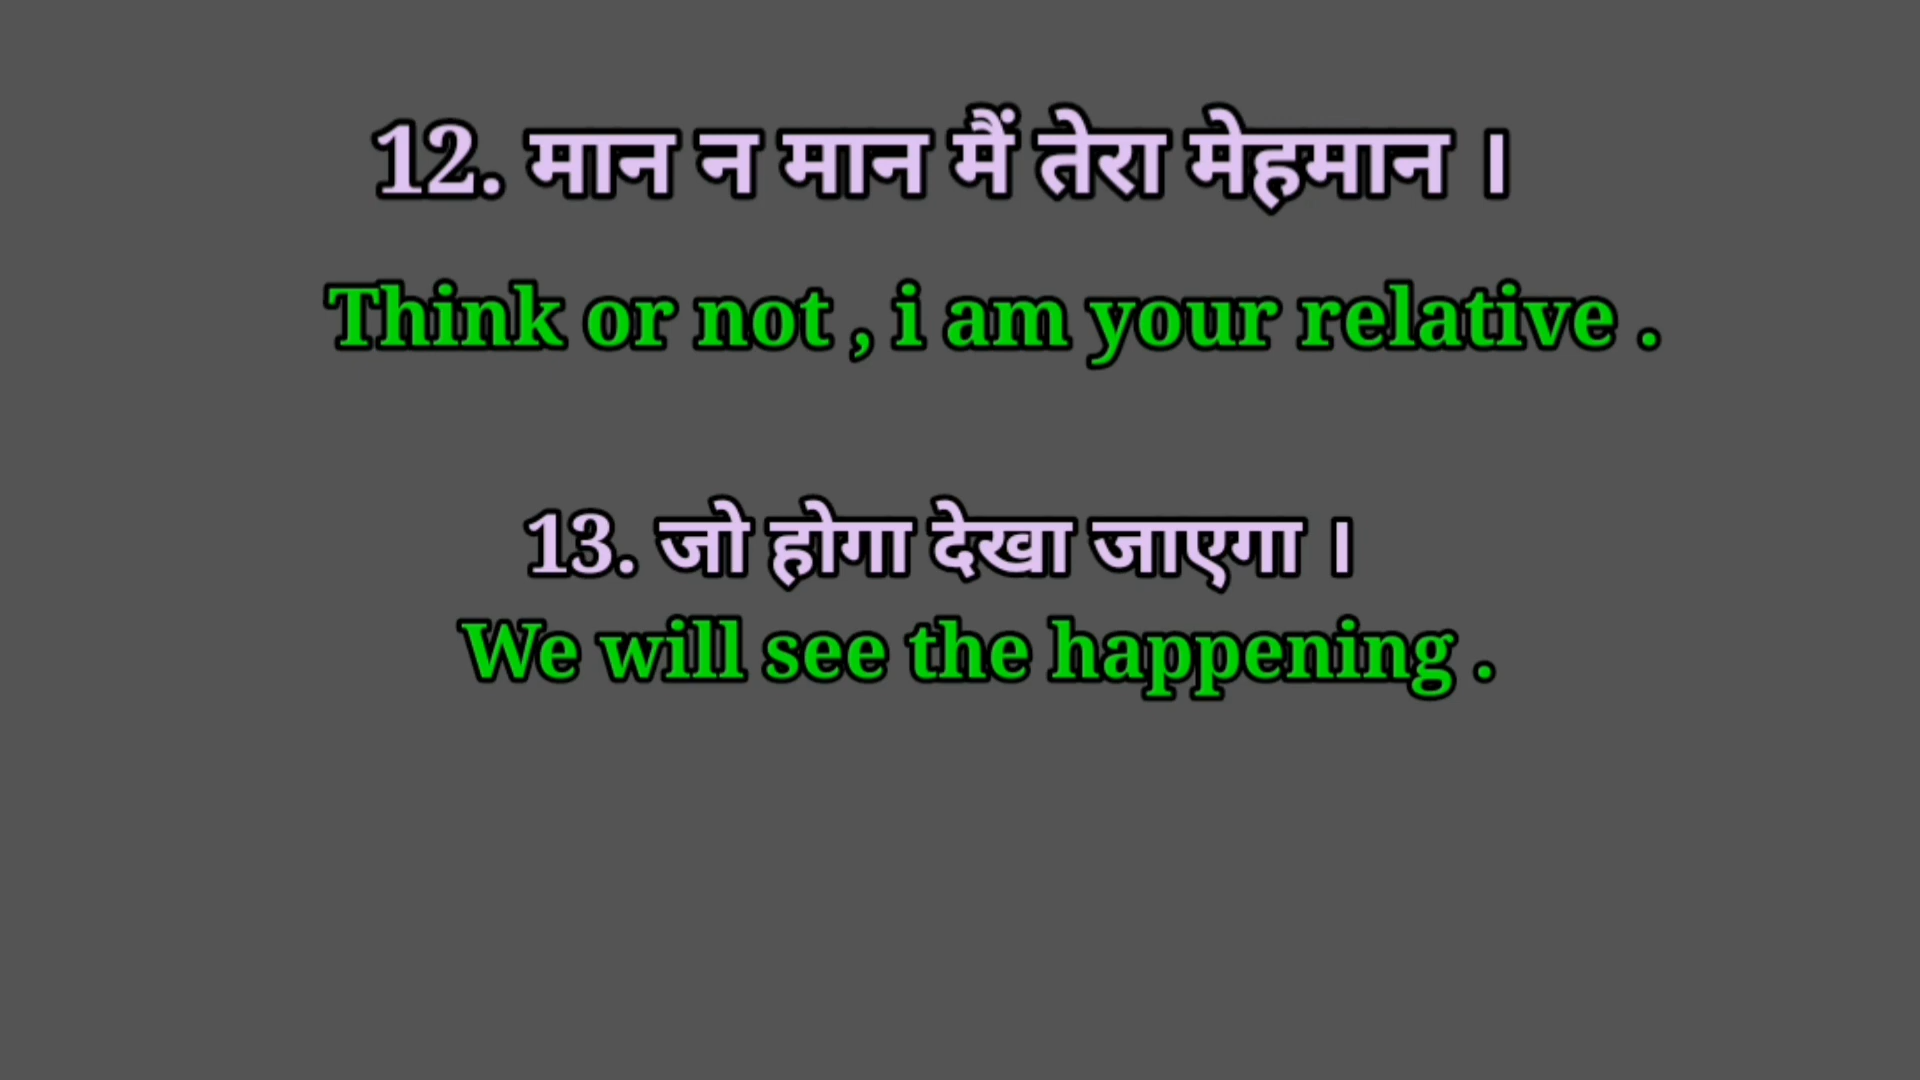 12. मान न मान मैं तेरा मेहमान ।
Think or not , i am your relative .
13. जो होगा देखा जाएगा ।
We will see the happening .